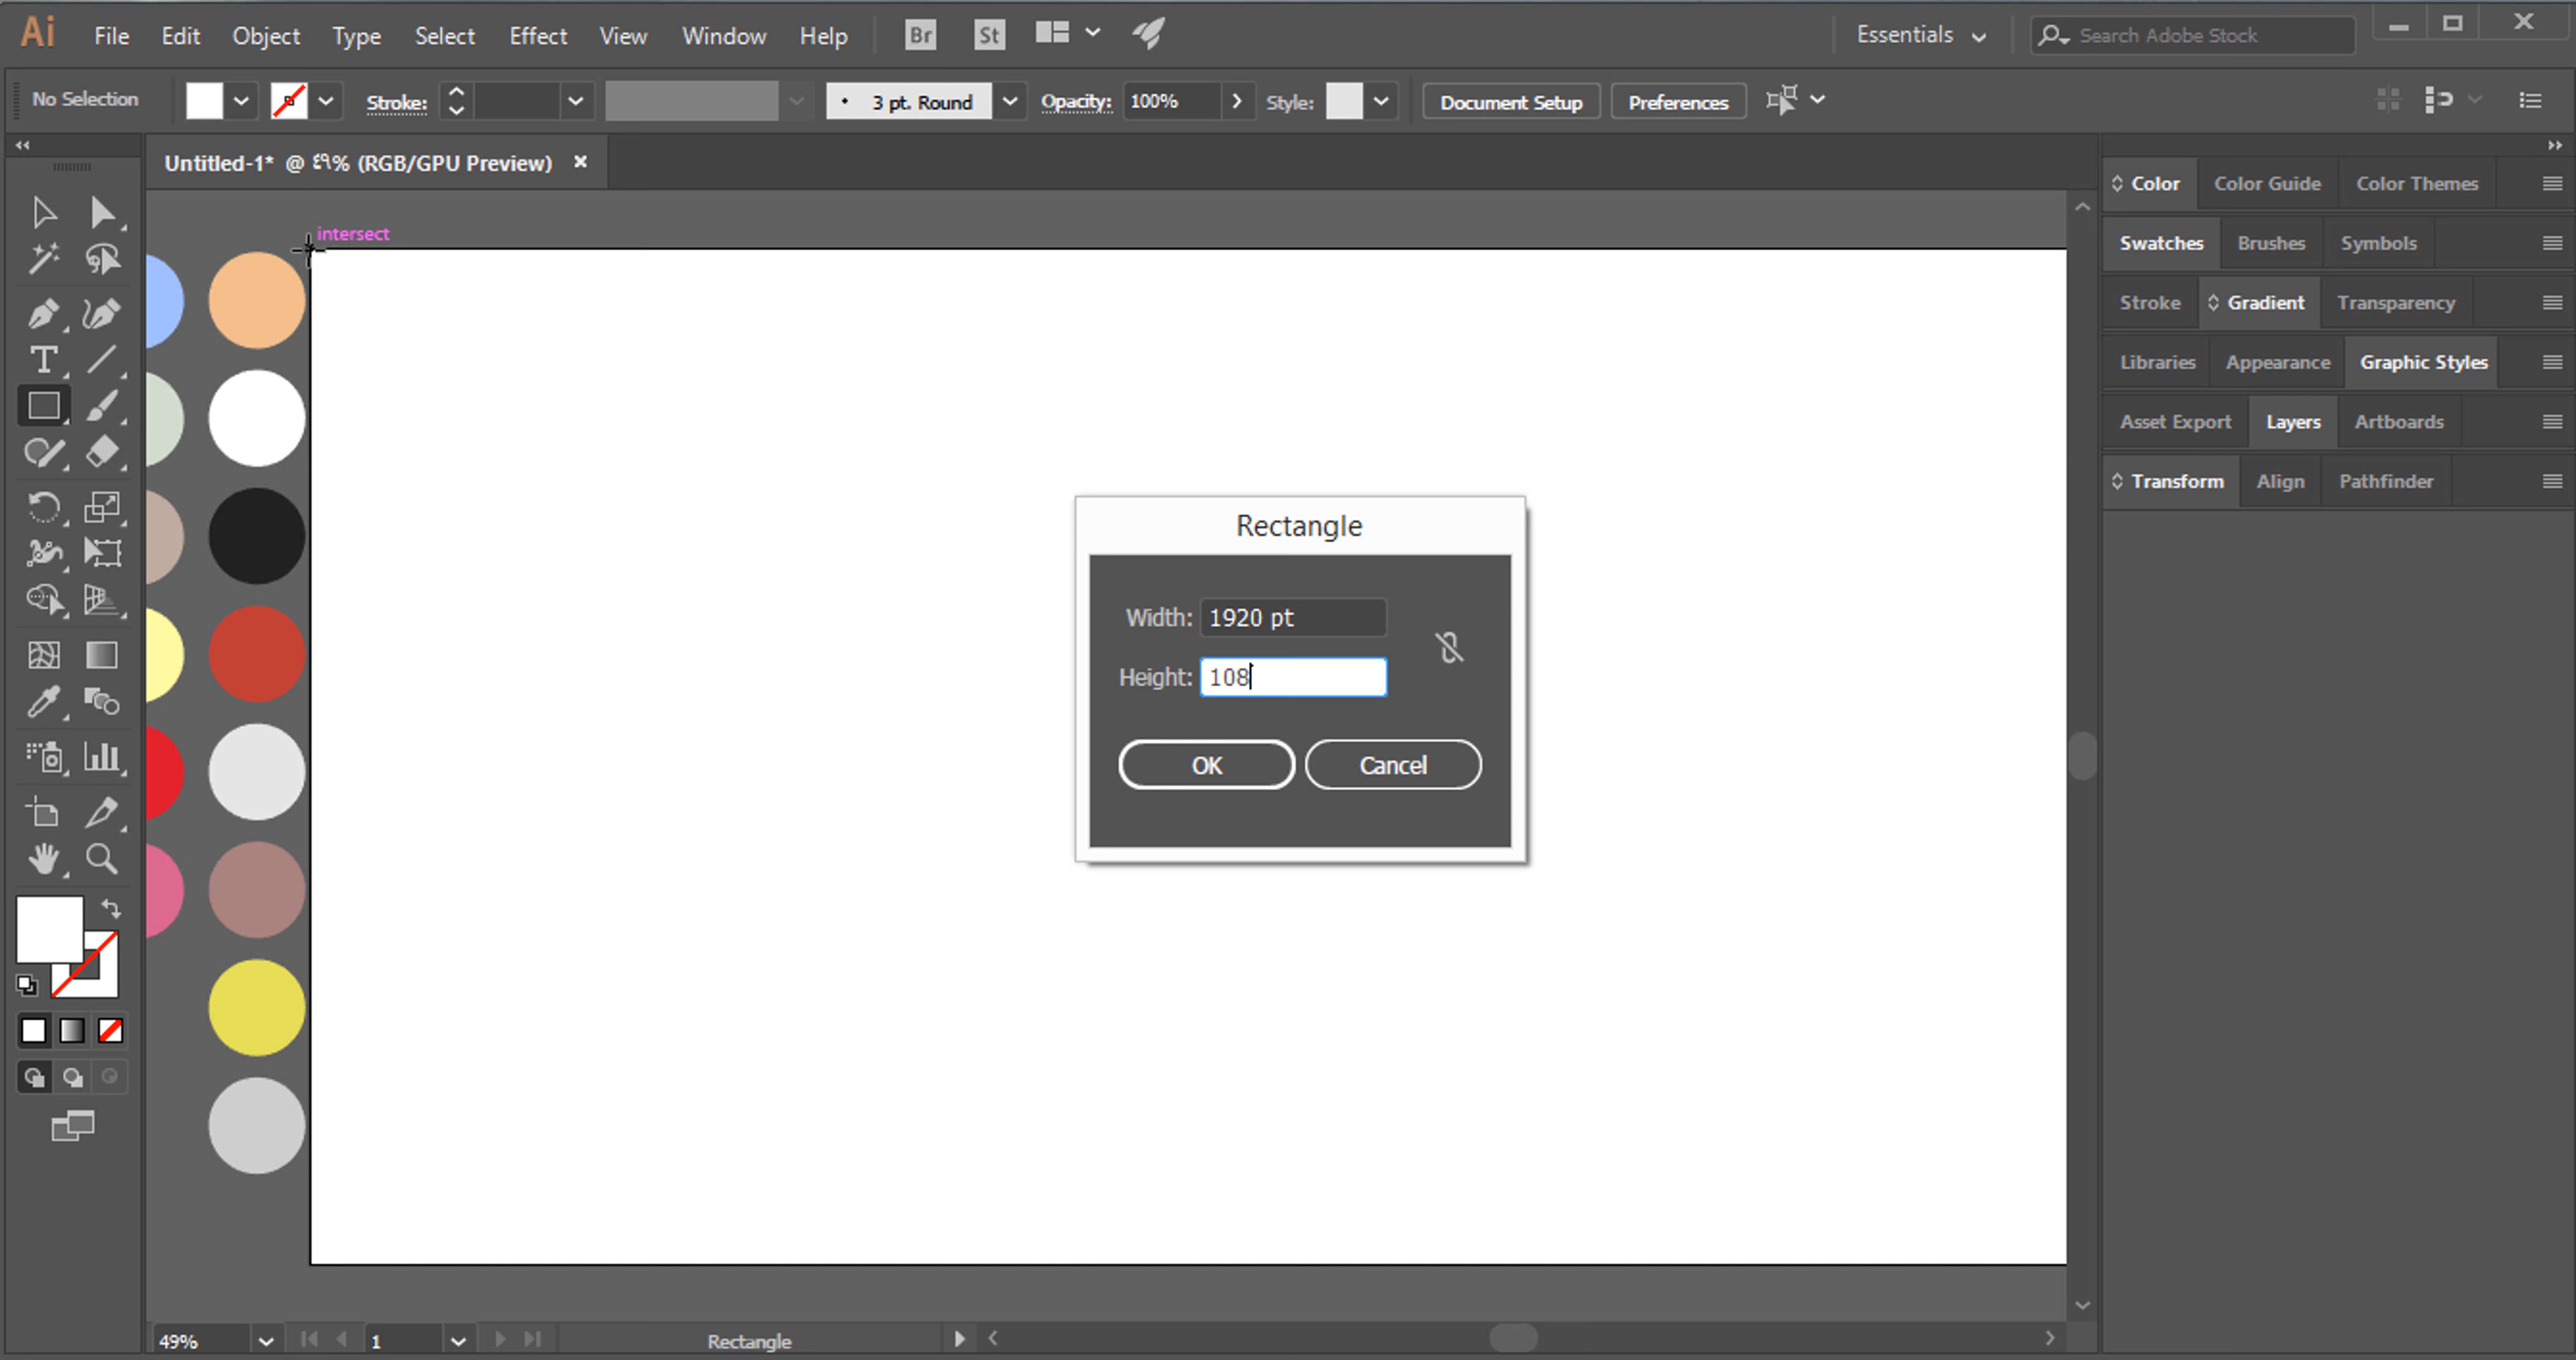 Ai File Edit Object Type Select Effect View Window Help Br St Essentials Search Adobe Stock
No Selection Stroke: 3 pt. Round Opacity: 100% Style: Document Setup Preferences
Untitled-1* @ ٤٩% (RGB/GPU Preview)
Color Color Guide Color Themes
intersect
Swatches Brushes Symbols
Stroke Gradient Transparency
Libraries Appearance Graphic Styles
Asset Export Layers Artboards
Transform Align Pathfinder
Rectangle
Width: 1920 pt
Height: 108
OK Cancel
49% 1 Rectangle